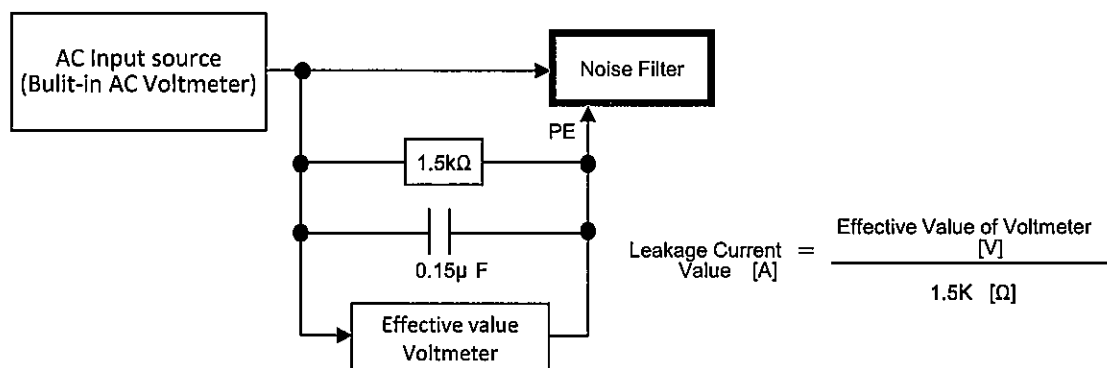 AC Input source
(Bulit-in AC Voltmeter)
Noise Filter
PE
1.5kΩ
0.15μ F
Effective value
Voltmeter
Leakage Current
Value [A]
=
Effective Value of Voltmeter
[V]
1.5K [Ω]